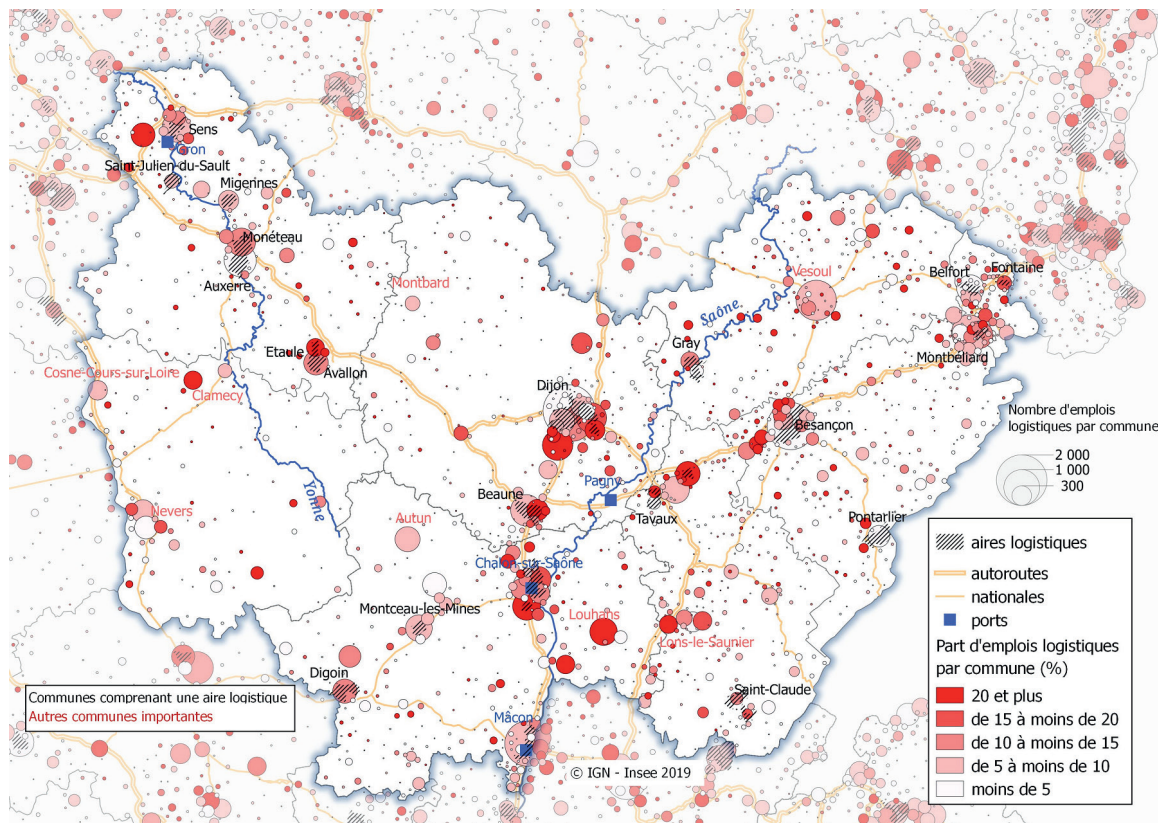 Sens
Gron
Saint-Julien-du-Sault
Migennes
Monéteau
Auxerre
Montbard
Vesoul
Belfort
Fontaine
Saône
Gray
Montbéliard
Etaule
Avallon
Cosne-Cours-sur-Loire
Clamecy
Dijon
Besançon
Nombre d'emplois
logistiques par commune
2 000
1 000
300
Yonne
Pagny
Beaune
Tavaux
Nevers
Autun
Pontarlier
Chalon-sur-Saône
Montceau-les-Mines
Louhans
Lons-le-Saunier
Digoin
Saint-Claude
Mâcon
Communes comprenant une aire logistique
Autres communes importantes
© IGN - Insee 2019
aires logistiques
autoroutes
nationales
ports
Part d'emplois logistiques
par commune (%)
20 et plus
de 15 à moins de 20
de 10 à moins de 15
de 5 à moins de 10
moins de 5